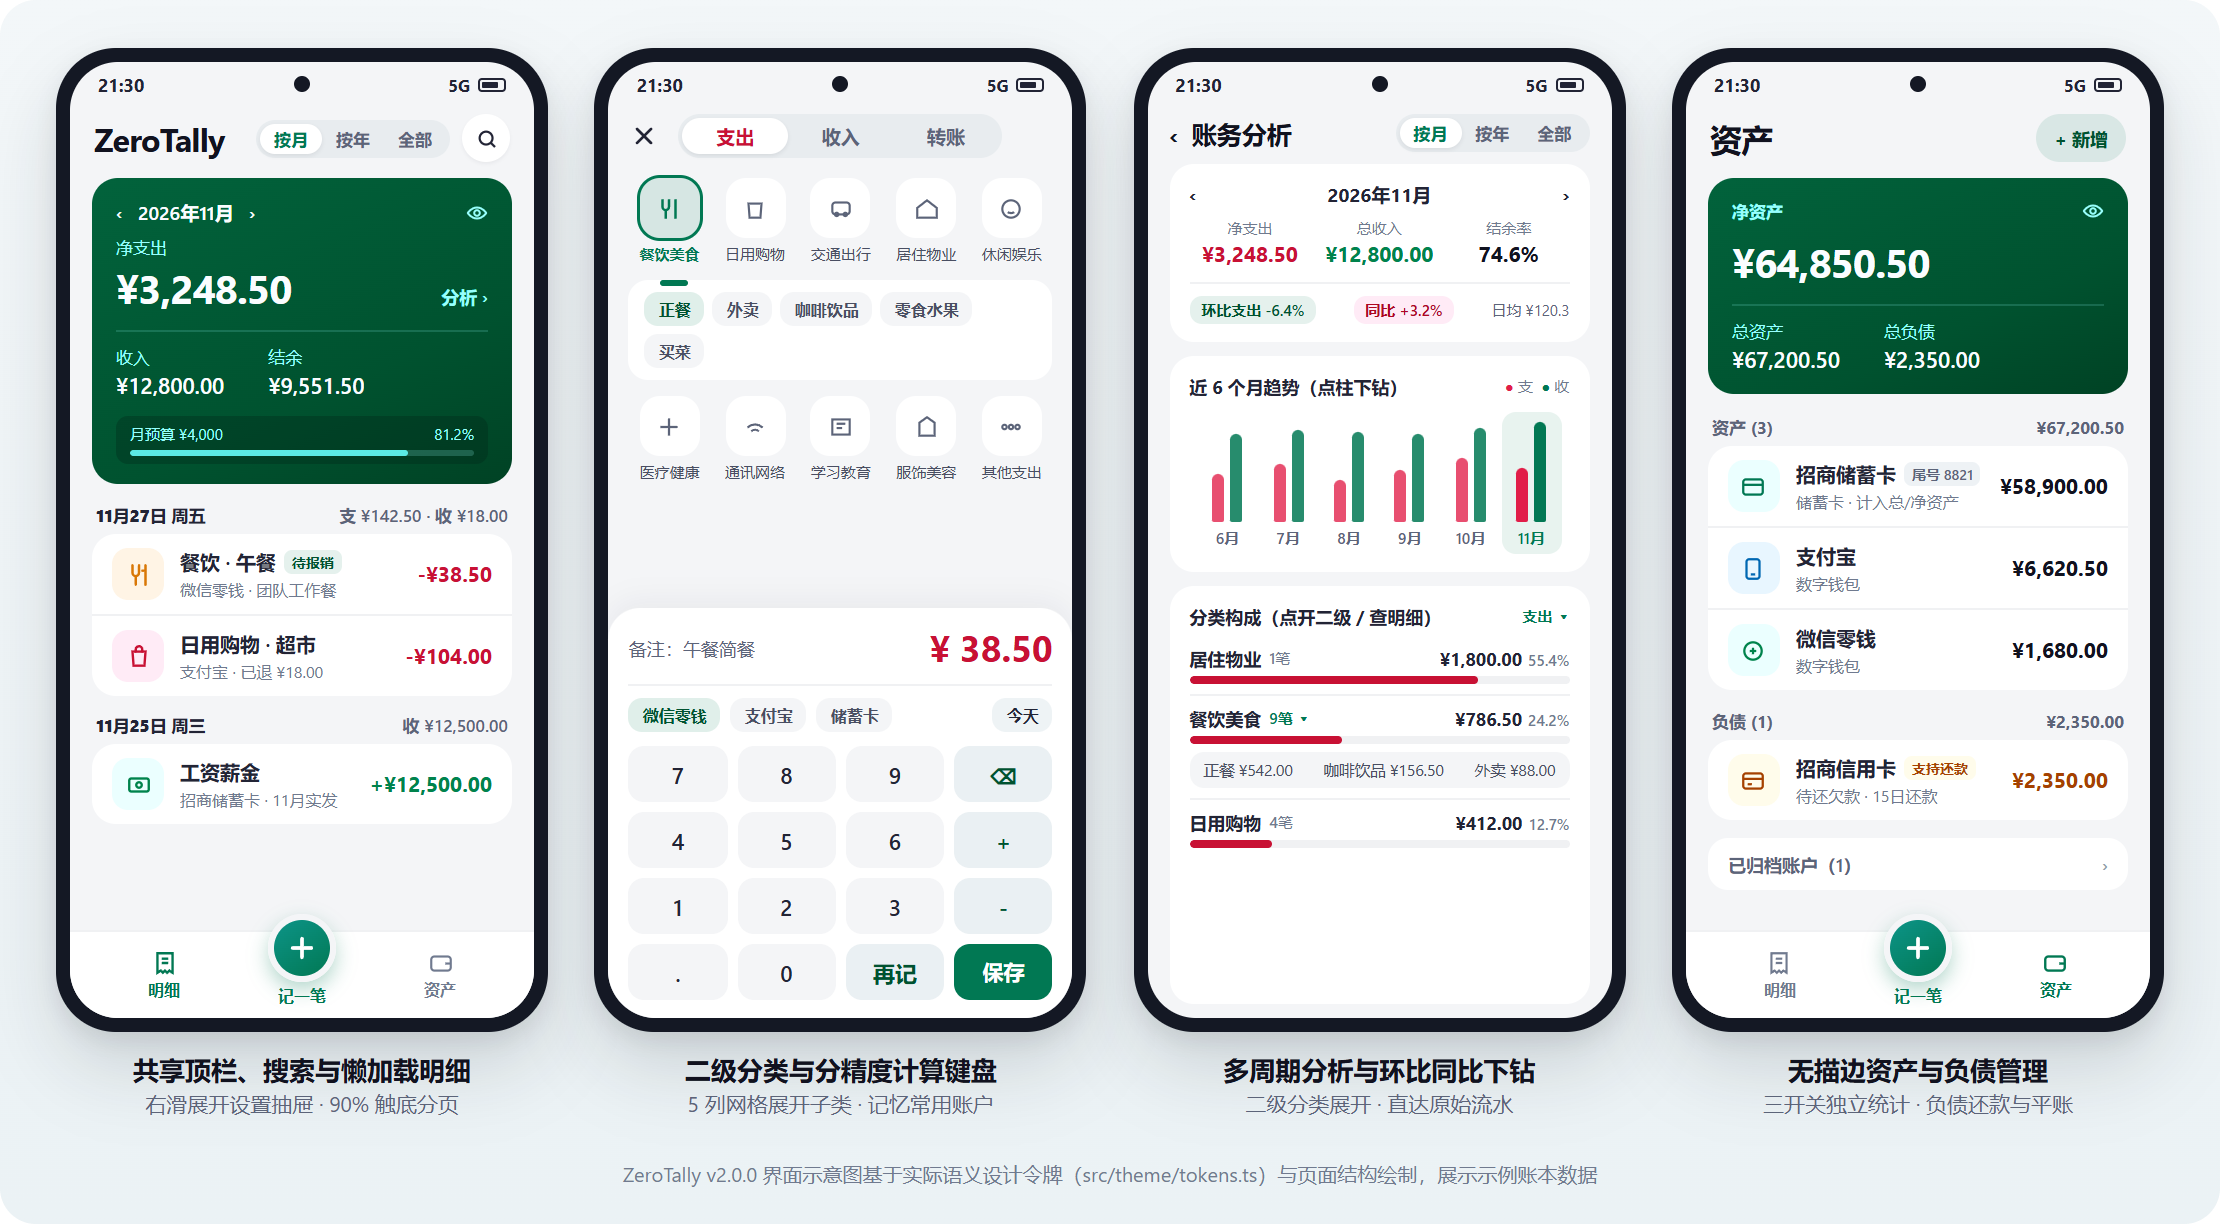 21:30
5G
ZeroTally
按月 按年 全部
‹ 2026年11月 ›
净支出
¥3,248.50
分析 ›
收入 结余
¥12,800.00 ¥9,551.50
月预算 ¥4,000 81.2%
11月27日 周五 支 ¥142.50 · 收 ¥18.00
餐饮 · 午餐 待报销
微信零钱 · 团队工作餐
-¥38.50
日用购物 · 超市
支付宝 · 已退 ¥18.00
-¥104.00
11月25日 周三 收 ¥12,500.00
工资薪金
招商储蓄卡 · 11月实发
+¥12,500.00
明细 记一笔 资产
共享顶栏、搜索与懒加载明细
右滑展开设置抽屉 · 90% 触底分页
21:30
5G
支出 收入 转账
餐饮美食 日用购物 交通出行 居住物业 休闲娱乐
正餐 外卖 咖啡饮品 零食水果
买菜
医疗健康 通讯网络 学习教育 服饰美容 其他支出
备注：午餐简餐 ¥ 38.50
微信零钱 支付宝 储蓄卡 今天
7 8 9 ⌫
4 5 6 +
1 2 3 -
. 0 再记 保存
二级分类与分精度计算键盘
5 列网格展开子类 · 记忆常用账户
21:30
5G
‹ 账务分析 按月 按年 全部
‹ 2026年11月 ›
净支出 总收入 结余率
¥3,248.50 ¥12,800.00 74.6%
环比支出 -6.4% 同比 +3.2% 日均 ¥120.3
近 6 个月趋势（点柱下钻） 支 收
6月 7月 8月 9月 10月 11月
分类构成（点开二级 / 查明细） 支出
居住物业 1笔 ¥1,800.00 55.4%
餐饮美食 9笔 ¥786.50 24.2%
正餐 ¥542.00 咖啡饮品 ¥156.50 外卖 ¥88.00
日用购物 4笔 ¥412.00 12.7%
多周期分析与环比同比下钻
二级分类展开 · 直达原始流水
21:30
5G
资产 + 新增
净资产
¥64,850.50
总资产 总负债
¥67,200.50 ¥2,350.00
资产 (3) ¥67,200.50
招商储蓄卡 尾号 8821
储蓄卡 · 计入总/净资产
¥58,900.00
支付宝
数字钱包
¥6,620.50
微信零钱
数字钱包
¥1,680.00
负债 (1) ¥2,350.00
招商信用卡 支持还款
待还欠款 · 15日还款
¥2,350.00
已归档账户（1） ›
明细 记一笔 资产
无描边资产与负债管理
三开关独立统计 · 负债还款与平账
ZeroTally v2.0.0 界面示意图基于实际语义设计令牌（src/theme/tokens.ts）与页面结构绘制，展示示例账本数据